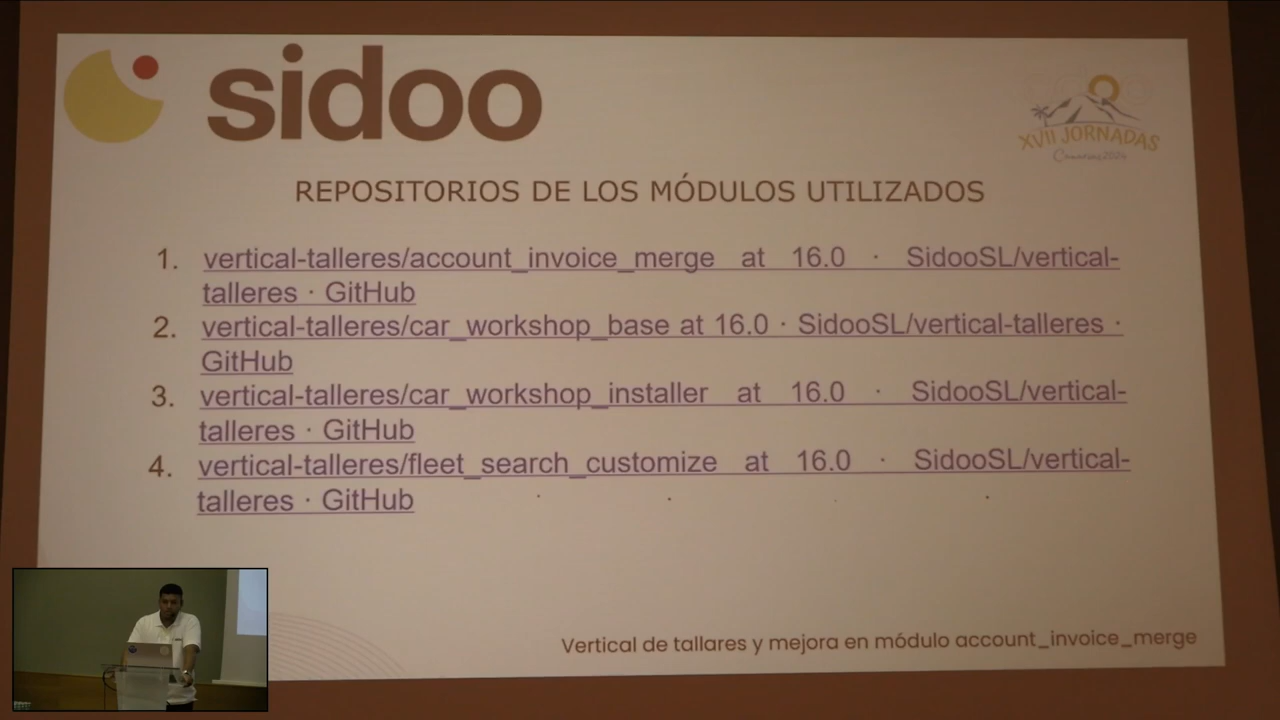 sidoo
XVII JORNADAS
Canarias 2024
REPOSITORIOS DE LOS MÓDULOS UTILIZADOS
1. vertical-talleres/account_invoice_merge at 16.0 · SidooSL/vertical-
talleres · GitHub
2. vertical-talleres/car_workshop_base at 16.0 · SidooSL/vertical-talleres ·
GitHub
3. vertical-talleres/car_workshop_installer at 16.0 · SidooSL/vertical-
talleres · GitHub
4. vertical-talleres/fleet_search_customize at 16.0 · SidooSL/vertical-
talleres · GitHub
Vertical de tallares y mejora en módulo account_invoice_merge